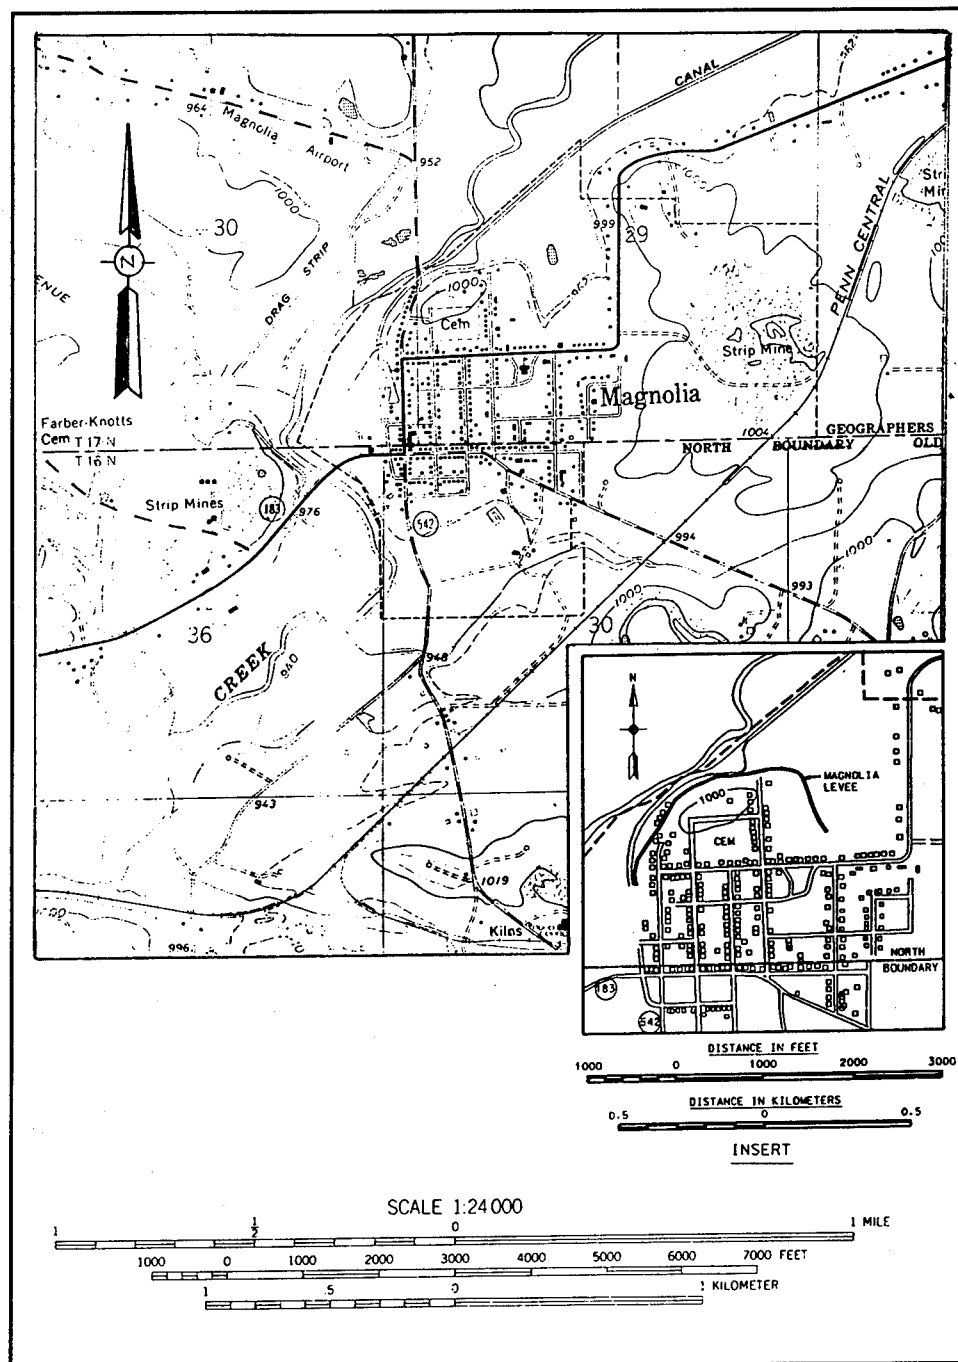 CANAL
562
964
Magnolia
Airport
952
1000
30
STRIP
DRAG
ENUE
Z
999
29
PENN CENTRAL
Strip Mine
1000
Cem
Magnolia
Farber-Knotts
Cem
T 17 N
T 16 N
1004
GEOGRAPHERS
NORTH BOUNDARY OLD
Strip Mines
183
976
542
994
1000
993
1000
36
30
CREEK
940
948
943
1019
Kilns
996
N
MAGNOLIA
LEVEE
1000
CEM
NORTH
BOUNDARY
183
542
DISTANCE IN FEET
1000 0 1000 2000 3000
DISTANCE IN KILOMETERS
0.5 0 0.5
INSERT
SCALE 1:24 000
1 1/2 0 1 MILE
1000 0 1000 2000 3000 4000 5000 6000 7000 FEET
1 .5 0 1 KILOMETER